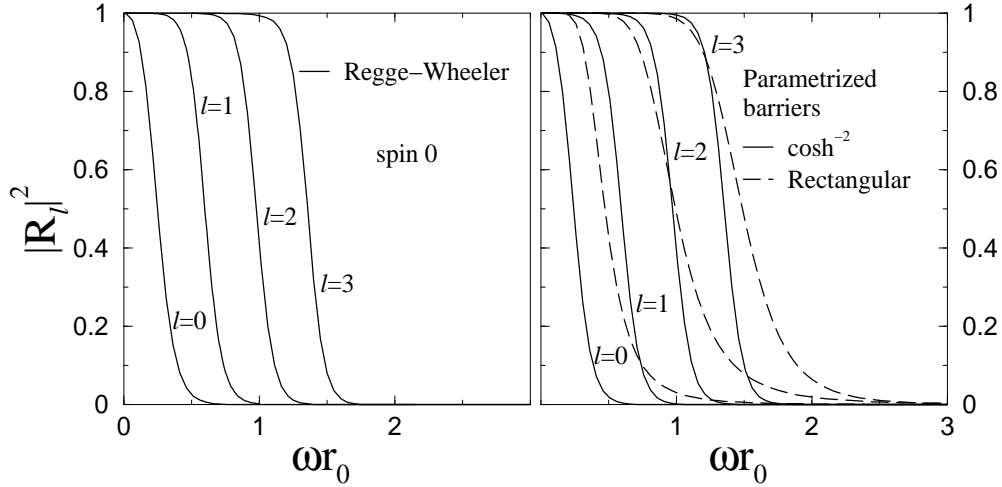 |R_l|²
1
0.8
0.6
0.4
0.2
0
0
1
2
ωr₀
Regge−Wheeler
spin 0
l=0
l=1
l=2
l=3
1
2
3
ωr₀
l=3
Parametrized
barriers
cosh⁻²
Rectangular
l=2
l=1
l=0
1
0.8
0.6
0.4
0.2
0